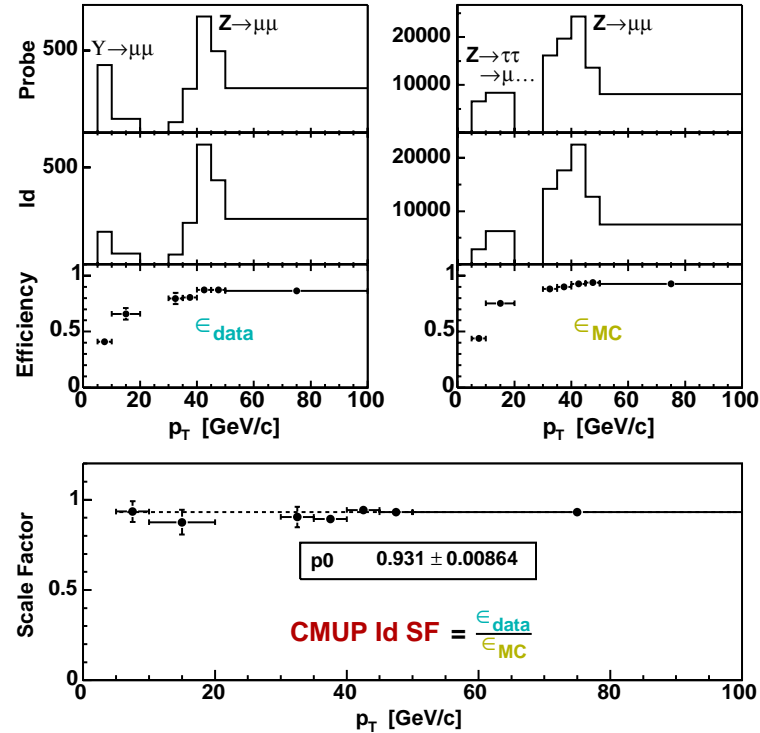 Probe
500
Υ→μμ
Z→μμ
Id
500
Efficiency
1
0.5
0
∈data
0 20 40 60 80 100
pT [GeV/c]
20000
10000
Z→ττ
→μ...
Z→μμ
20000
10000
1
0.5
0
∈MC
0 20 40 60 80 100
pT [GeV/c]
Scale Factor
1
0.5
0
p0 0.931 ± 0.00864
CMUP Id SF = ∈data
∈MC
0 20 40 60 80 100
pT [GeV/c]